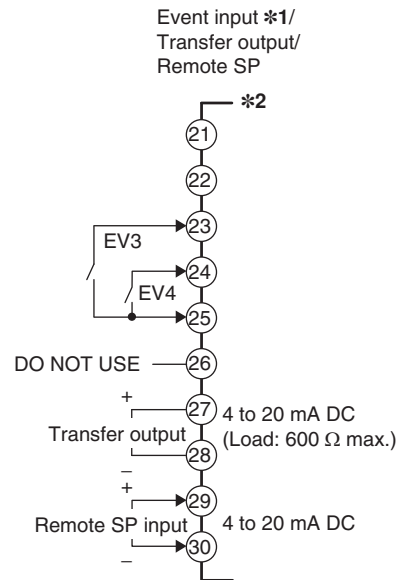 Event input *1/
Transfer output/
Remote SP
*2
21
22
23
EV3
24
EV4
25
DO NOT USE
26
+
27
4 to 20 mA DC
(Load: 600 Ω max.)
Transfer output
28
–
+
29
Remote SP input
4 to 20 mA DC
30
–